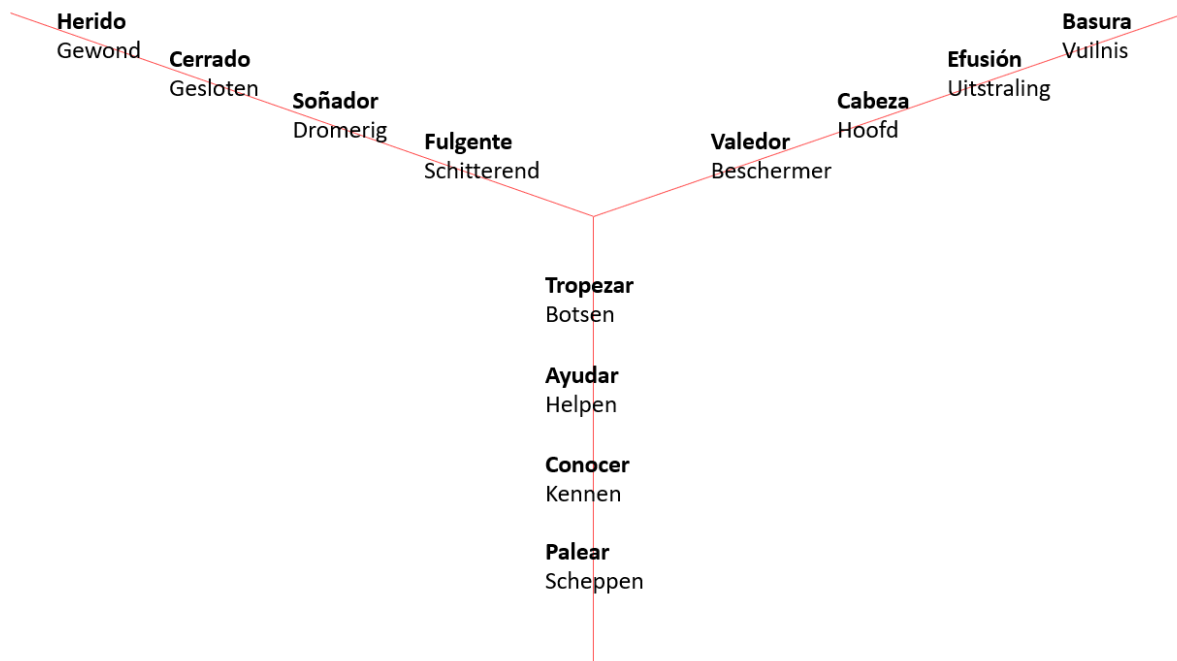 Herido
Gewond
Cerrado
Gesloten
Soñador
Dromerig
Fulgente
Schitterend
Basura
Vuilnis
Efusión
Uitstraling
Cabeza
Hoofd
Valedor
Beschermer
Tropezar
Botsen
Ayudar
Helpen
Conocer
Kennen
Palear
Scheppen